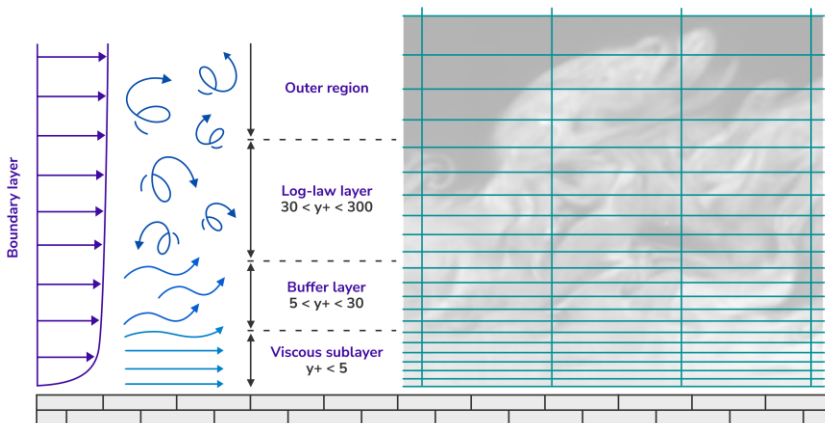 Boundary layer
Outer region
Log-law layer
30 < y+ < 300
Buffer layer
5 < y+ < 30
Viscous sublayer
y+ < 5